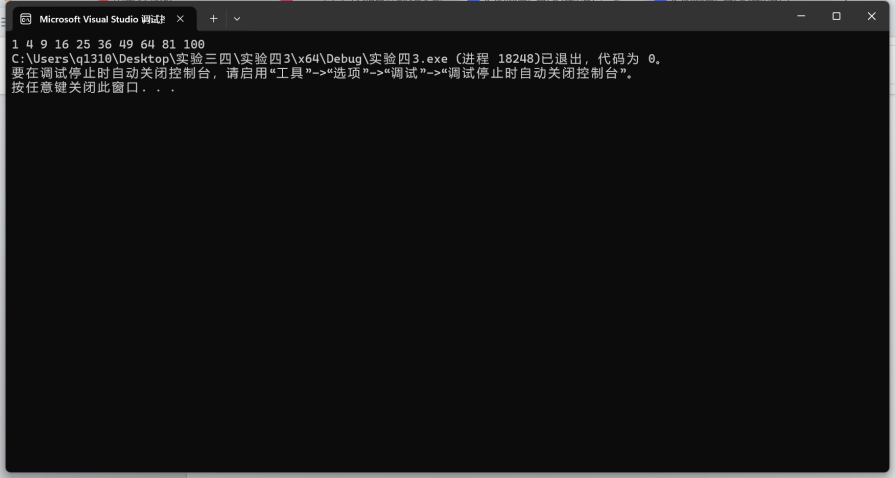 Microsoft Visual Studio 调试控
1 4 9 16 25 36 49 64 81 100
C:\Users\q1310\Desktop\实验三四\实验四3\x64\Debug\实验四3.exe (进程 18248)已退出，代码为 0。
要在调试停止时自动关闭控制台，请启用“工具”->“选项”->“调试”->“调试停止时自动关闭控制台”。
按任意键关闭此窗口. . .